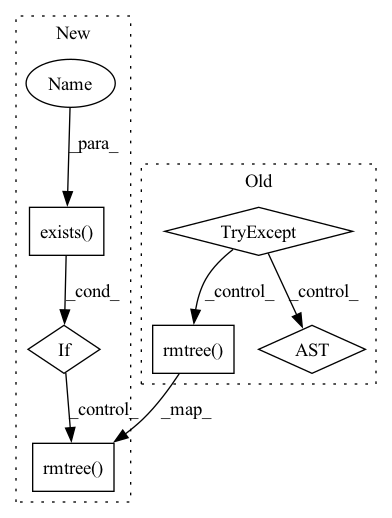 New
Name
_para_
Old
exists()
TryExcept
_cond_
_control_
_control_
If
rmtree()
AST
_control_
_map_
rmtree()